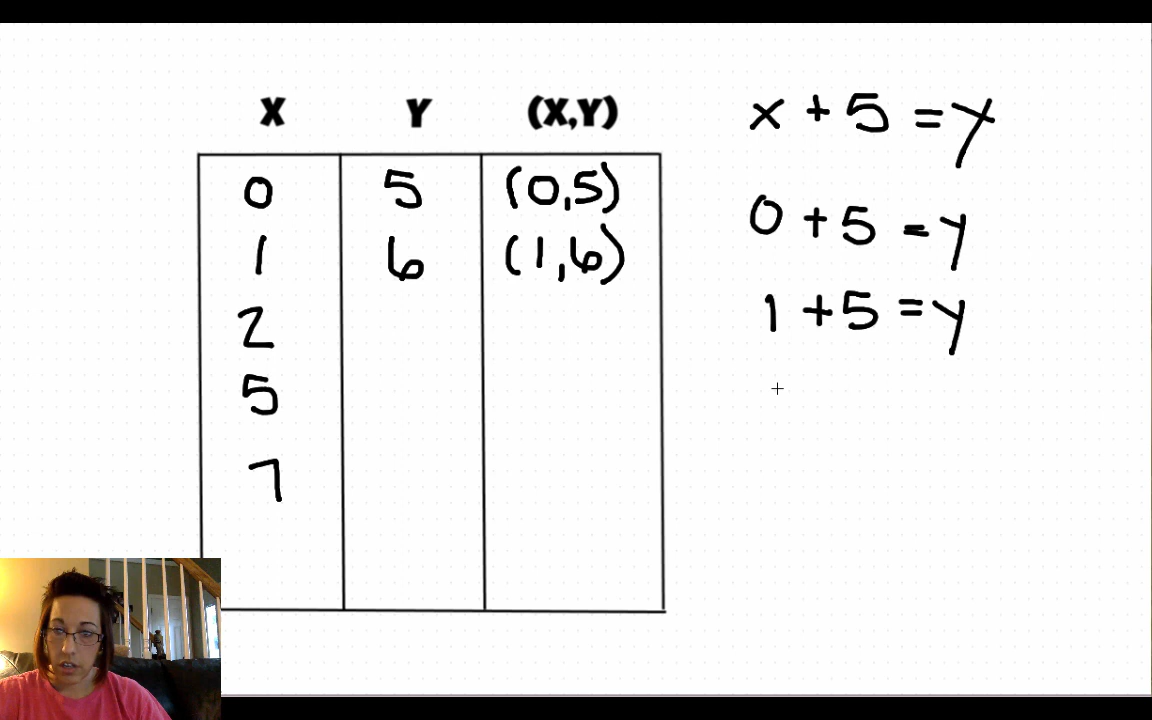 X Y (X,Y)
0 5 (0,5)
1 6 (1,6)
2
5
7
x + 5 = y
0 + 5 = y
1 + 5 = y